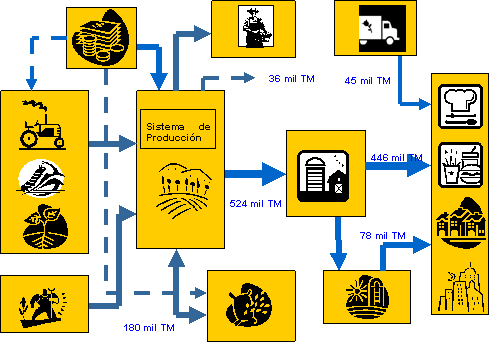 36 mil TM
45 mil TM
Sistema de
Producción
446 mil TM
524 mil TM
78 mil TM
180 mil TM